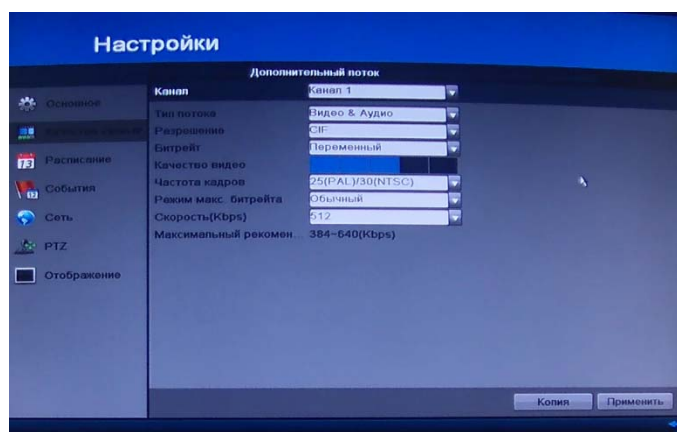 Настройки
Дополнительный поток
Канал Канал 1
Основное
Тип потока Видео & Аудио
Разрешение CIF
Битрейт Переменный
Расписание
Качество видео
События
Частота кадров 25(PAL)/30(NTSC)
Режим макс. битрейта Обычный
Сеть
Скорость(Kbps) 512
PTZ
Максимальный рекомен... 384~640(Kbps)
Отображение
Копия Применить